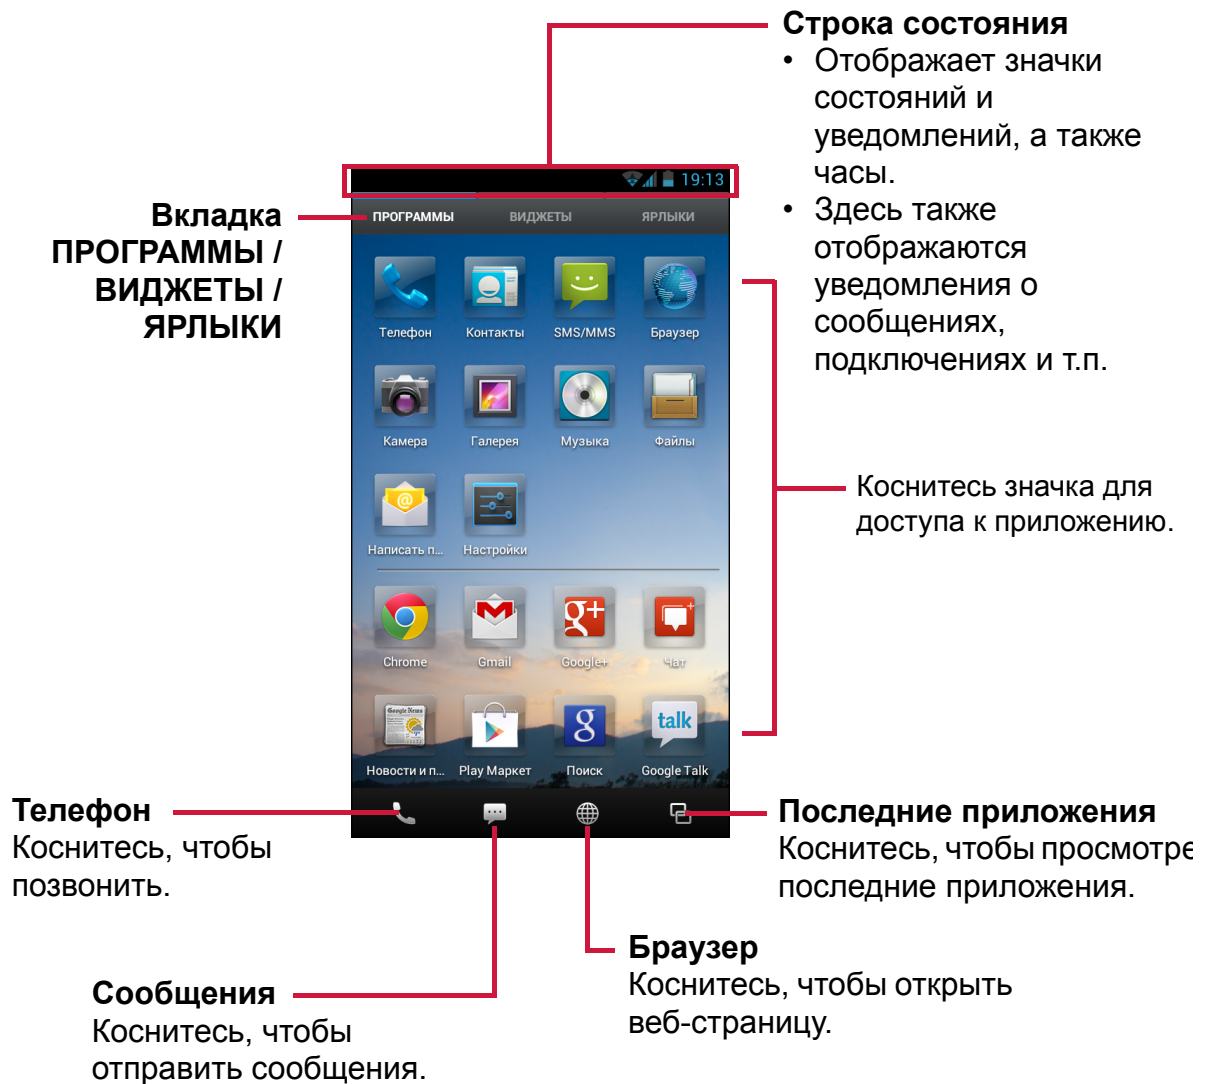 Строка состояния
• Отображает значки
состояний и
уведомлений, а также
часы.
• Здесь также
отображаются
уведомления о
сообщениях,
подключениях и т.п.
Вкладка
ПРОГРАММЫ /
ВИДЖЕТЫ /
ЯРЛЫКИ
19:13
ПРОГРАММЫ ВИДЖЕТЫ ЯРЛЫКИ
Телефон Контакты SMS/MMS Браузер
Камера Галерея Музыка Файлы
@
Написать п... Настройки
Коснитесь значка для
доступа к приложению.
g+
Chrome Gmail Google+ Чат
Google News g talk
Новости и п... Play Маркет Поиск Google Talk
Телефон
Коснитесь, чтобы
позвонить.
Последние приложения
Коснитесь, чтобы просмотре
последние приложения.
Браузер
Коснитесь, чтобы открыть
веб-страницу.
Сообщения
Коснитесь, чтобы
отправить сообщения.